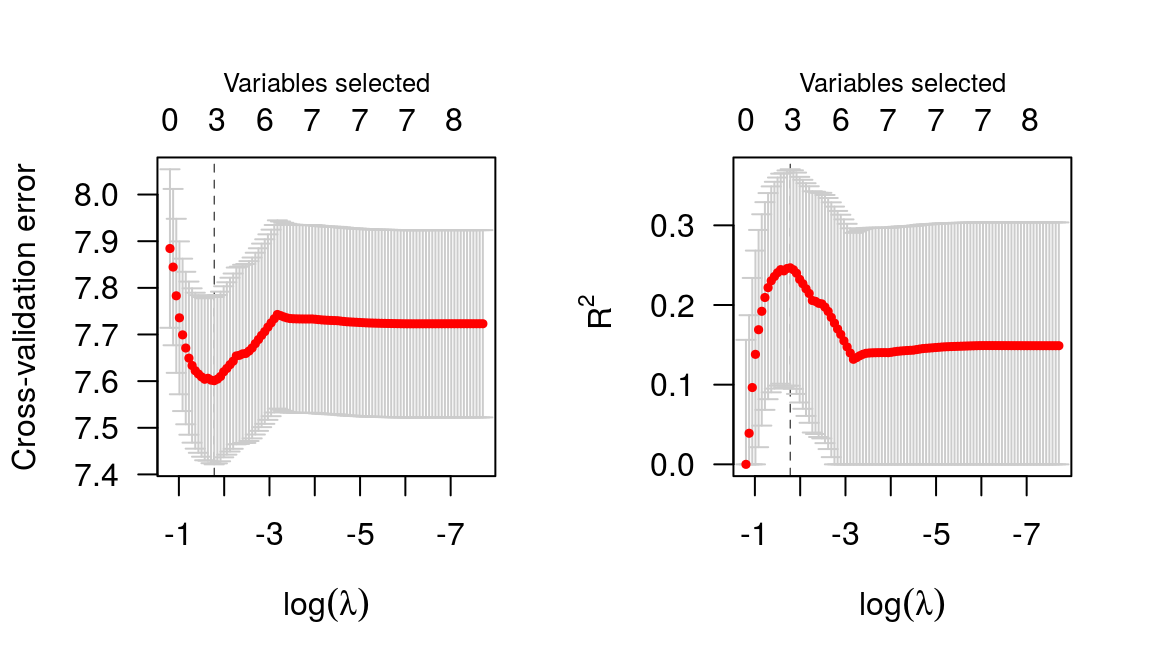 Variables selected
0 3 6 7 7 7 8
Cross-validation error
8.0
7.9
7.8
7.7
7.6
7.5
7.4
-1 -3 -5 -7
log(λ)
Variables selected
0 3 6 7 7 7 8
R²
0.3
0.2
0.1
0.0
-1 -3 -5 -7
log(λ)